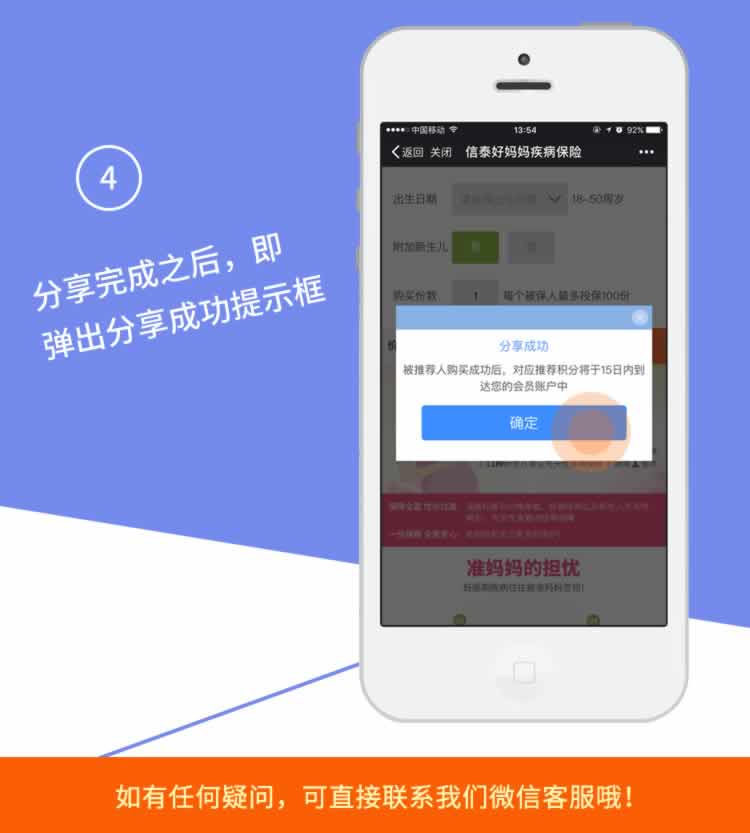 4
分享完成之后，即
弹出分享成功提示框
中国移动
13:54
92%
返回 关闭 信泰好妈妈疾病保险
出生日期
18~50周岁
附加新生儿
购买份数 1 每个被保人最多投保100份
分享成功
被推荐人购买成功后，对应推荐积分将于15日内到
达您的会员账户中
确定
准妈妈的担忧
如有任何疑问，可直接联系我们微信客服哦！